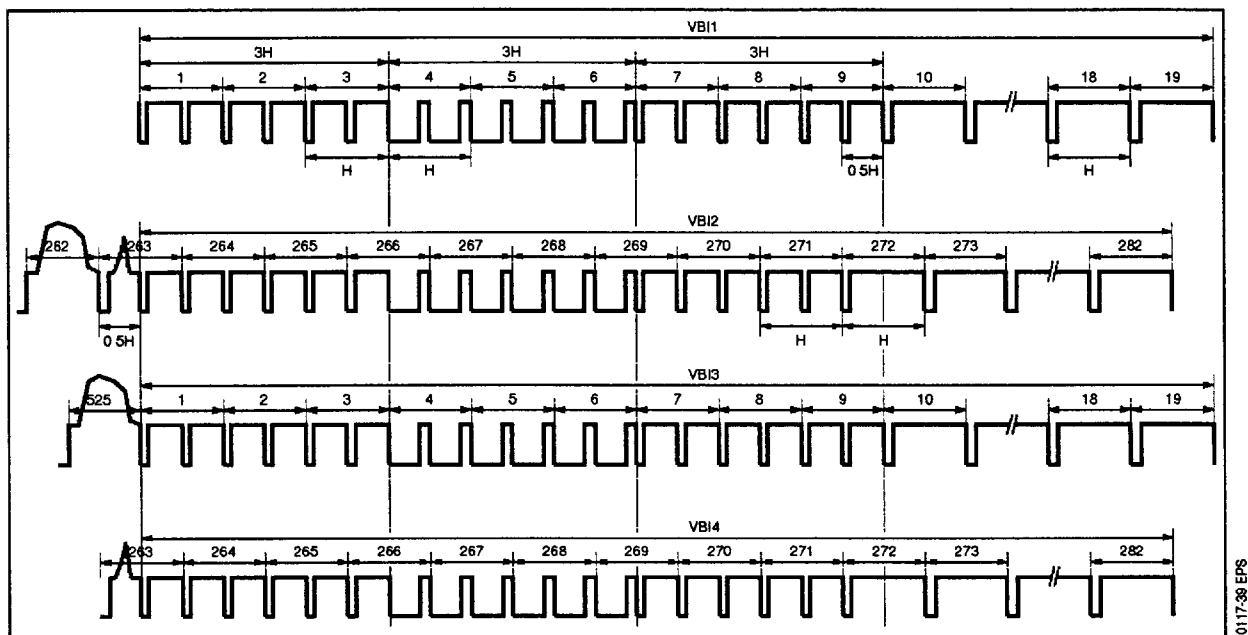 VBI1
3H 3H 3H
1 2 3 4 5 6 7 8 9 10 18 19
H H 0 5H H
VBI2
262 263 264 265 266 267 268 269 270 271 272 273 282
0 5H H H
VBI3
525 1 2 3 4 5 6 7 8 9 10 18 19
VBI4
263 264 265 266 267 268 269 270 271 272 273 282
0117-39 EPS